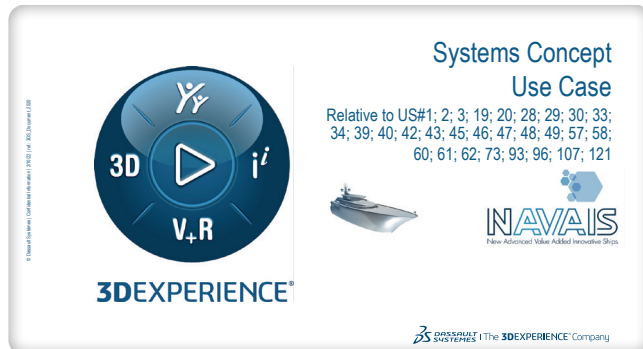 Systems Concept
Use Case
Relative to US#1; 2; 3; 19; 20; 28; 29; 30; 33;
34; 39; 40; 42; 43; 45; 46; 47; 48; 49; 57; 58;
60; 61; 62; 73; 93; 96; 107; 121
3D
i i
V+R
3DEXPERIENCE®
NAVAIS
New Advanced Value Added Innovative Ships
DASSAULT
SYSTEMES | The 3DEXPERIENCE® Company